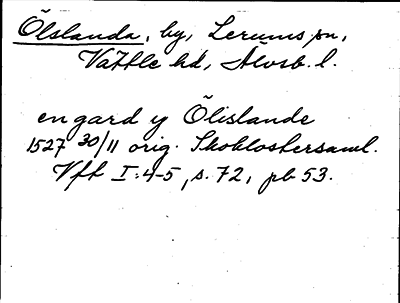 Ölslanda, by, Lerums sn,
Vättle hd, Älvsb. l.
en gard y Ölislande
1527 30/11 orig. Skoklostersaml.
Vft I:4-5, s. 72, pb 53.